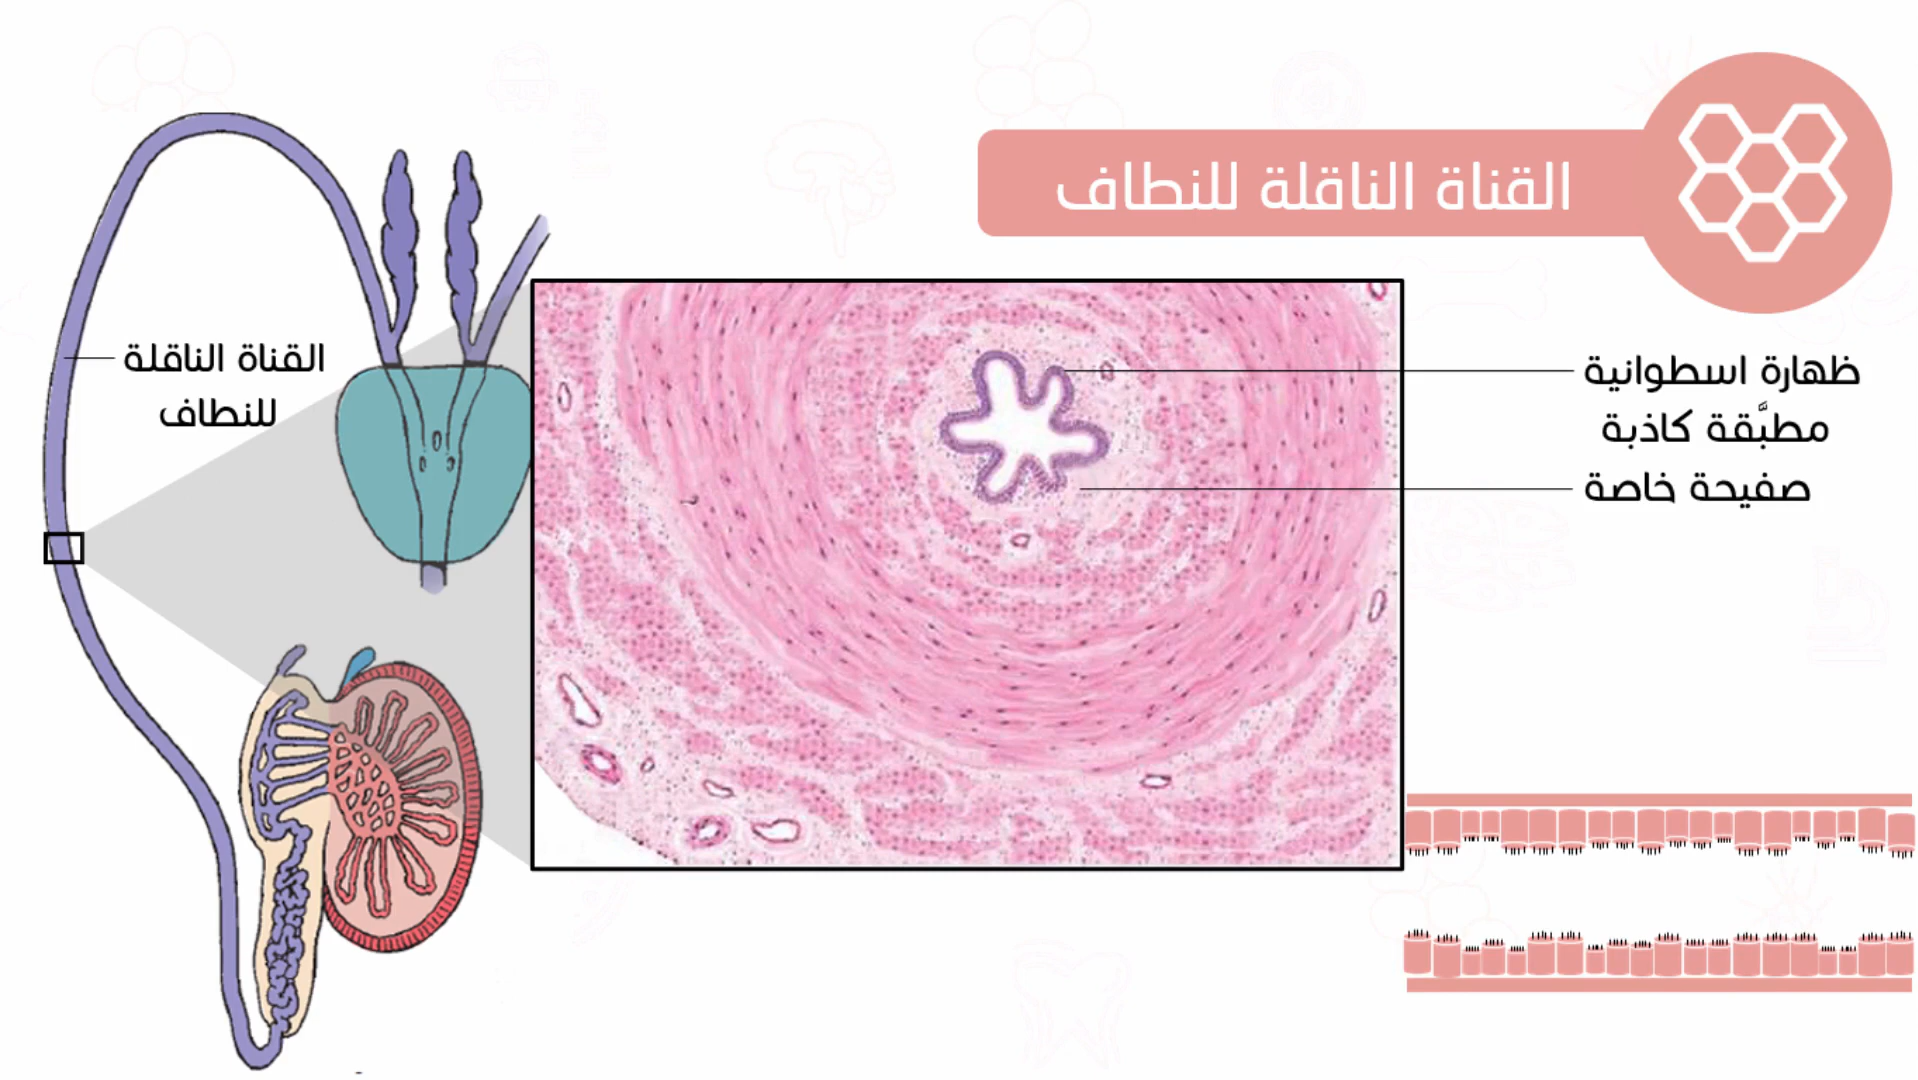 القناة الناقلة للنطاف
القناة الناقلة
للنطاف
ظهارة اسطوانية
مطبَّقة كاذبة
صفيحة خاصة